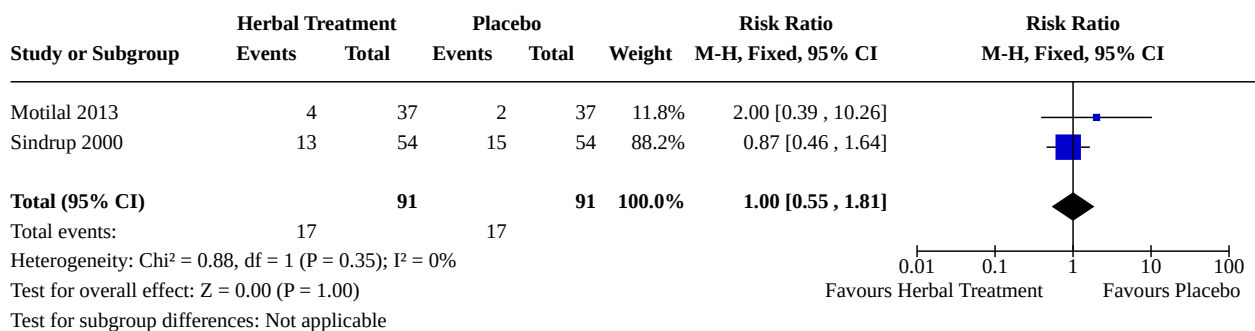 Herbal Treatment Placebo Risk Ratio Risk Ratio
Study or Subgroup Events Total Events Total Weight M-H, Fixed, 95% CI M-H, Fixed, 95% CI
Motilal 2013 4 37 2 37 11.8% 2.00 [0.39 , 10.26]
Sindrup 2000 13 54 15 54 88.2% 0.87 [0.46 , 1.64]
Total (95% CI) 91 91 100.0% 1.00 [0.55 , 1.81]
Total events: 17 17
Heterogeneity: Chi² = 0.88, df = 1 (P = 0.35); I² = 0%
0.01 0.1 1 10 100
Test for overall effect: Z = 0.00 (P = 1.00) Favours Herbal Treatment Favours Placebo
Test for subgroup differences: Not applicable